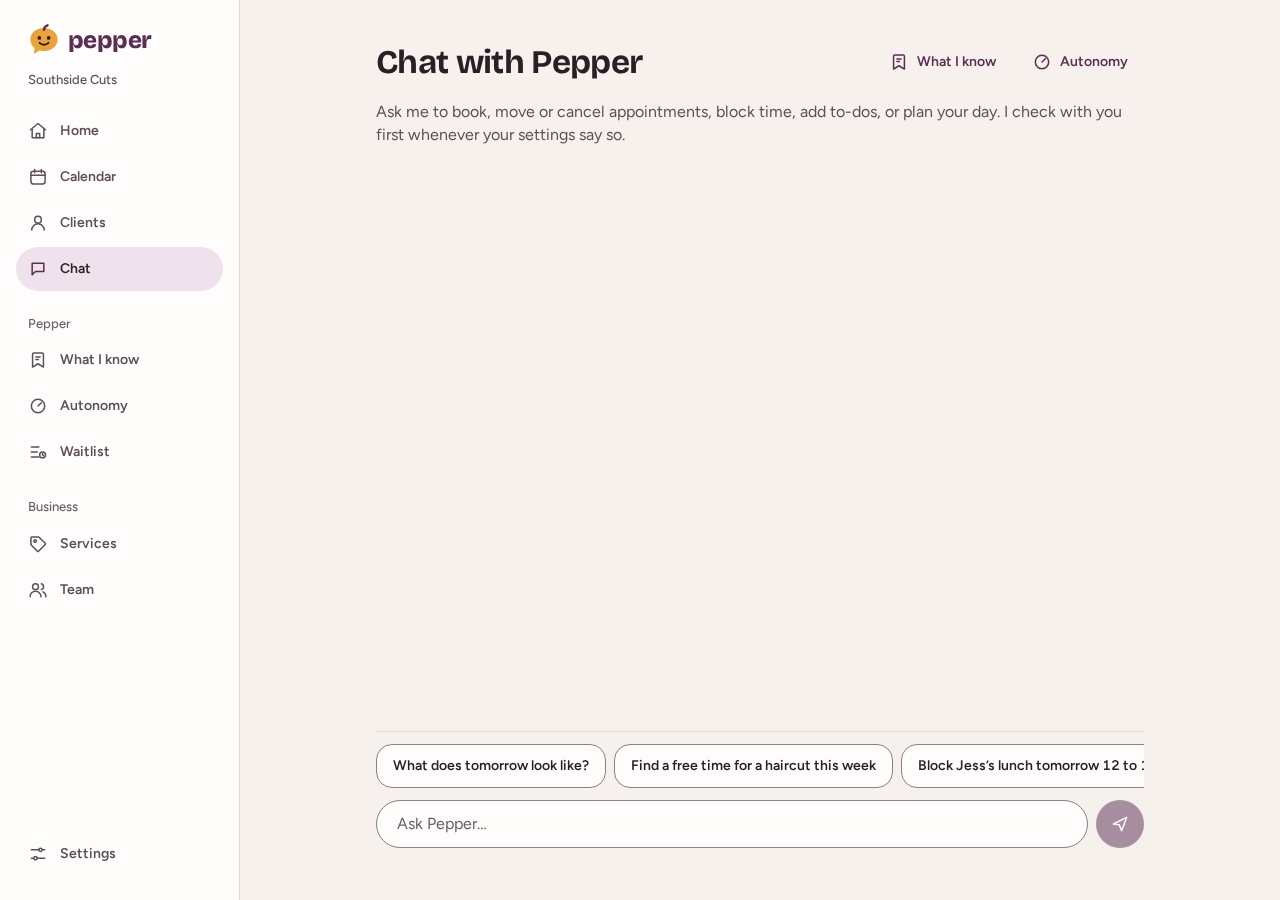 pepper
Southside Cuts
Home
Calendar
Clients
Chat
Pepper
What I know
Autonomy
Waitlist
Business
Services
Team
Settings
Chat with Pepper
What I know
Autonomy
Ask me to book, move or cancel appointments, block time, add to-dos, or plan your day. I check with you
first whenever your settings say so.
What does tomorrow look like?
Find a free time for a haircut this week
Block Jess’s lunch tomorrow 12 to
Ask Pepper…